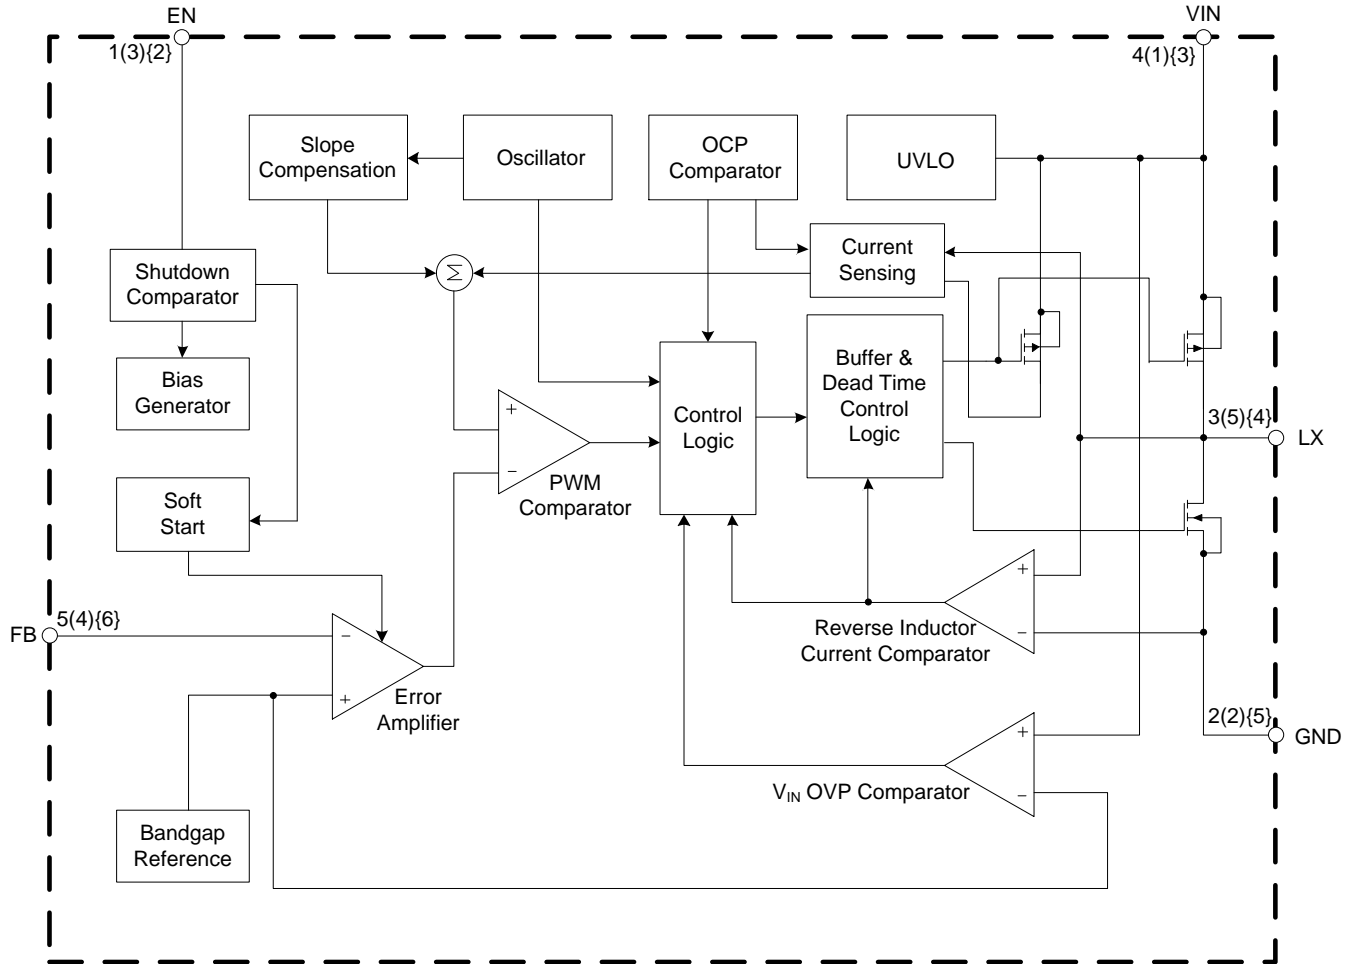 EN
VIN
1(3){2}
4(1){3}
Slope
Compensation
Oscillator
OCP
Comparator
UVLO
Shutdown
Comparator
Σ
Current
Sensing
Bias
Generator
Buffer &
Dead Time
Control
Logic
Control
Logic
+
−
PWM
Comparator
3(5){4}
LX
Soft
Start
5(4){6}
FB
−
+
Error
Amplifier
+
−
Reverse Inductor
Current Comparator
2(2){5}
GND
+
−
VIN OVP Comparator
Bandgap
Reference